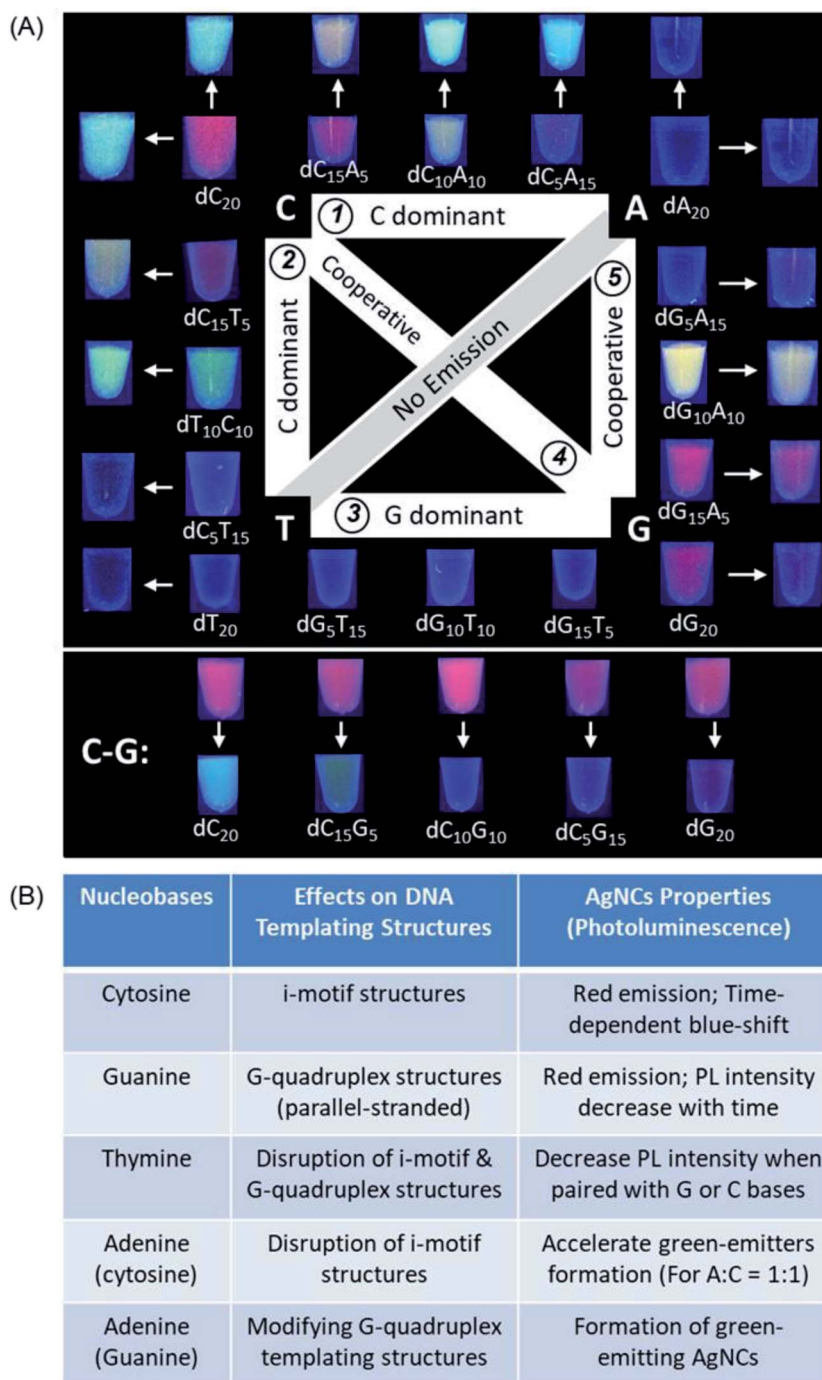 (A)
dC₂₀
dC₁₅A₅
dC₁₀A₁₀
dC₅A₁₅
dA₂₀
C
1
C dominant
A
2
Cooperative
5
dC₁₅T₅
dG₅A₁₅
C dominant
No Emission
Cooperative
dT₁₀C₁₀
dG₁₀A₁₀
4
dC₅T₁₅
dG₁₅A₅
T
3
G dominant
G
dT₂₀
dG₅T₁₅
dG₁₀T₁₀
dG₁₅T₅
dG₂₀
C-G:
dC₂₀
dC₁₅G₅
dC₁₀G₁₀
dC₅G₁₅
dG₂₀
(B)
Nucleobases
Effects on DNA
Templating Structures
AgNCs Properties
(Photoluminescence)
Cytosine
i-motif structures
Red emission; Time-
dependent blue-shift
Guanine
G-quadruplex structures
(parallel-stranded)
Red emission; PL intensity
decrease with time
Thymine
Disruption of i-motif &
G-quadruplex structures
Decrease PL intensity when
paired with G or C bases
Adenine
(cytosine)
Disruption of i-motif
structures
Accelerate green-emitters
formation (For A:C = 1:1)
Adenine
(Guanine)
Modifying G-quadruplex
templating structures
Formation of green-
emitting AgNCs